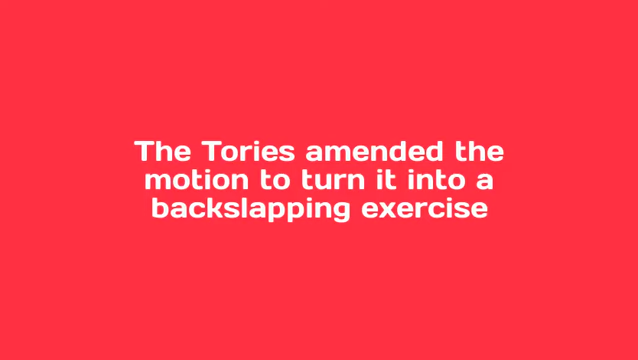 The Tories amended the
motion to turn it into a
backslapping exercise